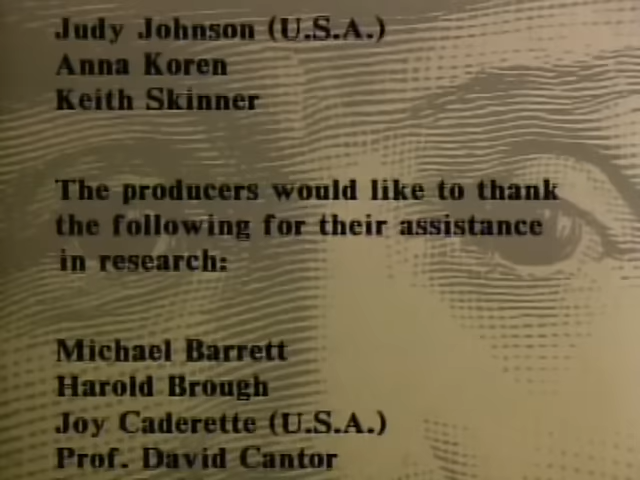 Judy Johnson (U.S.A.)
Anna Koren
Keith Skinner
The producers would like to thank
the following for their assistance
in research:
Michael Barrett
Harold Brough
Joy Caderette (U.S.A.)
Prof. David Cantor